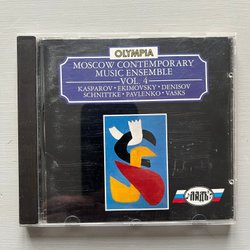 OLYMPIA
MOSCOW CONTEMPORARY
MUSIC ENSEMBLE
VOL. 4
KASPAROV • EKIMOVSKY • DENISOV
SCHNITTKE • PAVLENKO • VASKS